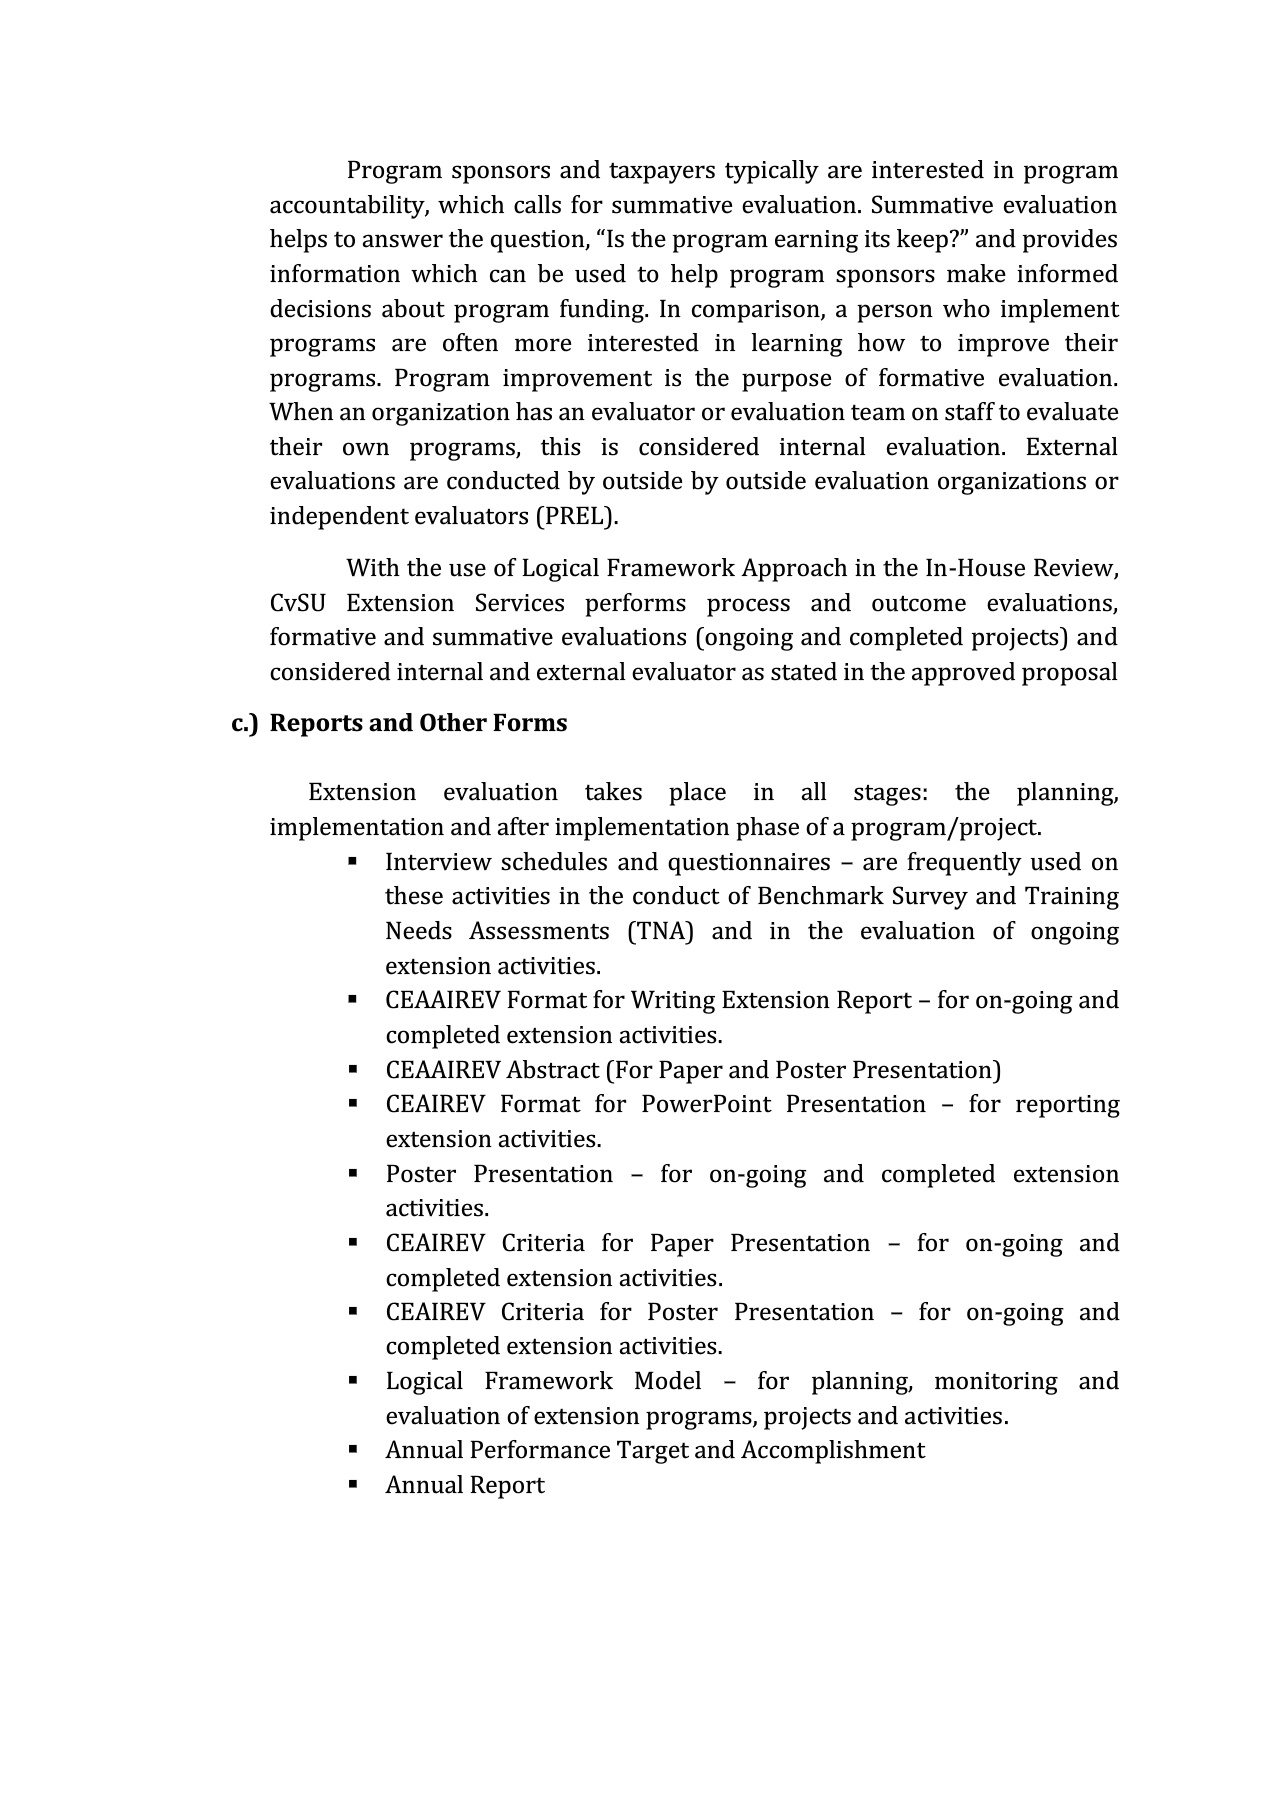 Program sponsors and taxpayers typically are interested in program
accountability, which calls for summative evaluation. Summative evaluation
helps to answer the question, “Is the program earning its keep?” and provides
information which can be used to help program sponsors make informed
decisions about program funding. In comparison, a person who implement
programs are often more interested in learning how to improve their
programs. Program improvement is the purpose of formative evaluation.
When an organization has an evaluator or evaluation team on staff to evaluate
their own programs, this is considered internal evaluation. External
evaluations are conducted by outside by outside evaluation organizations or
independent evaluators (PREL).
With the use of Logical Framework Approach in the In-House Review,
CvSU Extension Services performs process and outcome evaluations,
formative and summative evaluations (ongoing and completed projects) and
considered internal and external evaluator as stated in the approved proposal
c.) Reports and Other Forms
Extension evaluation takes place in all stages: the planning,
implementation and after implementation phase of a program/project.
▪ Interview schedules and questionnaires – are frequently used on
these activities in the conduct of Benchmark Survey and Training
Needs Assessments (TNA) and in the evaluation of ongoing
extension activities.
▪ CEAAIREV Format for Writing Extension Report – for on-going and
completed extension activities.
▪ CEAAIREV Abstract (For Paper and Poster Presentation)
▪ CEAIREV Format for PowerPoint Presentation – for reporting
extension activities.
▪ Poster Presentation – for on-going and completed extension
activities.
▪ CEAIREV Criteria for Paper Presentation – for on-going and
completed extension activities.
▪ CEAIREV Criteria for Poster Presentation – for on-going and
completed extension activities.
▪ Logical Framework Model – for planning, monitoring and
evaluation of extension programs, projects and activities.
▪ Annual Performance Target and Accomplishment
▪ Annual Report